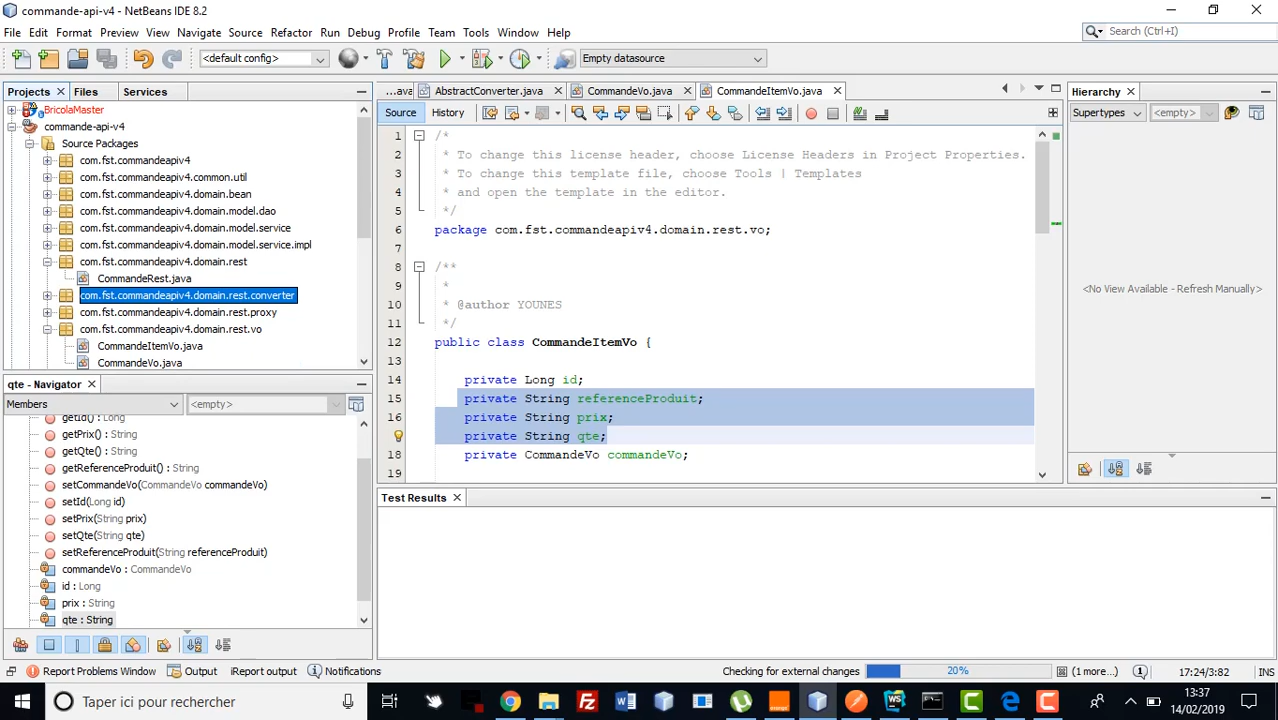 commande-api-v4 - NetBeans IDE 8.2
File Edit Format Preview View Navigate Source Refactor Run Debug Profile Team Tools Window Help
Search (Ctrl+I)
<default config>
Empty datasource
Projects Files Services
...ava AbstractConverter.java CommandeVo.java CommandeItemVo.java
Source History
BricolaMaster
commande-api-v4
Source Packages
com.fst.commandeapiv4
com.fst.commandeapiv4.common.util
com.fst.commandeapiv4.domain.bean
com.fst.commandeapiv4.domain.model.dao
com.fst.commandeapiv4.domain.model.service
com.fst.commandeapiv4.domain.model.service.impl
com.fst.commandeapiv4.domain.rest
CommandeRest.java
com.fst.commandeapiv4.domain.rest.converter
com.fst.commandeapiv4.domain.rest.proxy
com.fst.commandeapiv4.domain.rest.vo
CommandeItemVo.java
CommandeVo.java
1 /*
2 * To change this license header, choose License Headers in Project Properties.
3 * To change this template file, choose Tools | Templates
4 * and open the template in the editor.
5 */
6 package com.fst.commandeapiv4.domain.rest.vo;
7
8 /**
9 *
10 * @author YOUNES
11 */
12 public class CommandeItemVo {
13
14 private Long id;
15 private String referenceProduit;
16 private String prix;
private String qte;
18 private CommandeVo commandeVo;
19
Hierarchy
Supertypes <empty>
<No View Available - Refresh Manually>
qte - Navigator
Members <empty>
getId() : Long
getPrix() : String
getQte() : String
getReferenceProduit() : String
setCommandeVo(CommandeVo commandeVo)
setId(Long id)
setPrix(String prix)
setQte(String qte)
setReferenceProduit(String referenceProduit)
commandeVo : CommandeVo
id : Long
prix : String
qte : String
Test Results
Report Problems Window Output iReport output Notifications
Checking for external changes 20% (1 more...) 17:24/3:82 INS
Taper ici pour rechercher
13:37
14/02/2019